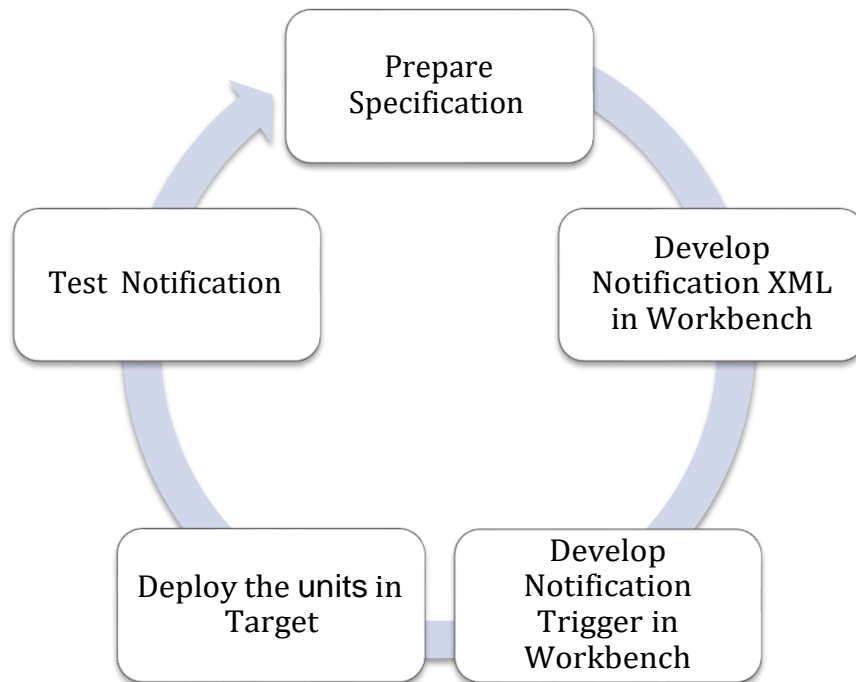 Prepare
Specification
Develop
Notification XML
in Workbench
Develop
Notification
Trigger in
Workbench
Deploy the units in
Target
Test Notification